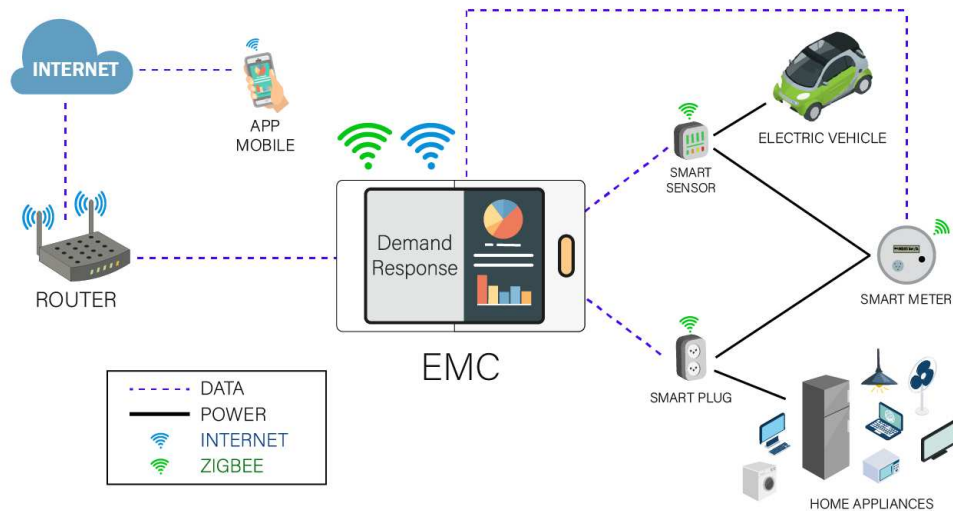 INTERNET
APP
MOBILE
ELECTRIC VEHICLE
SMART
SENSOR
Demand
Response
ROUTER
SMART METER
EMC
SMART PLUG
DATA
POWER
INTERNET
ZIGBEE
HOME APPLIANCES